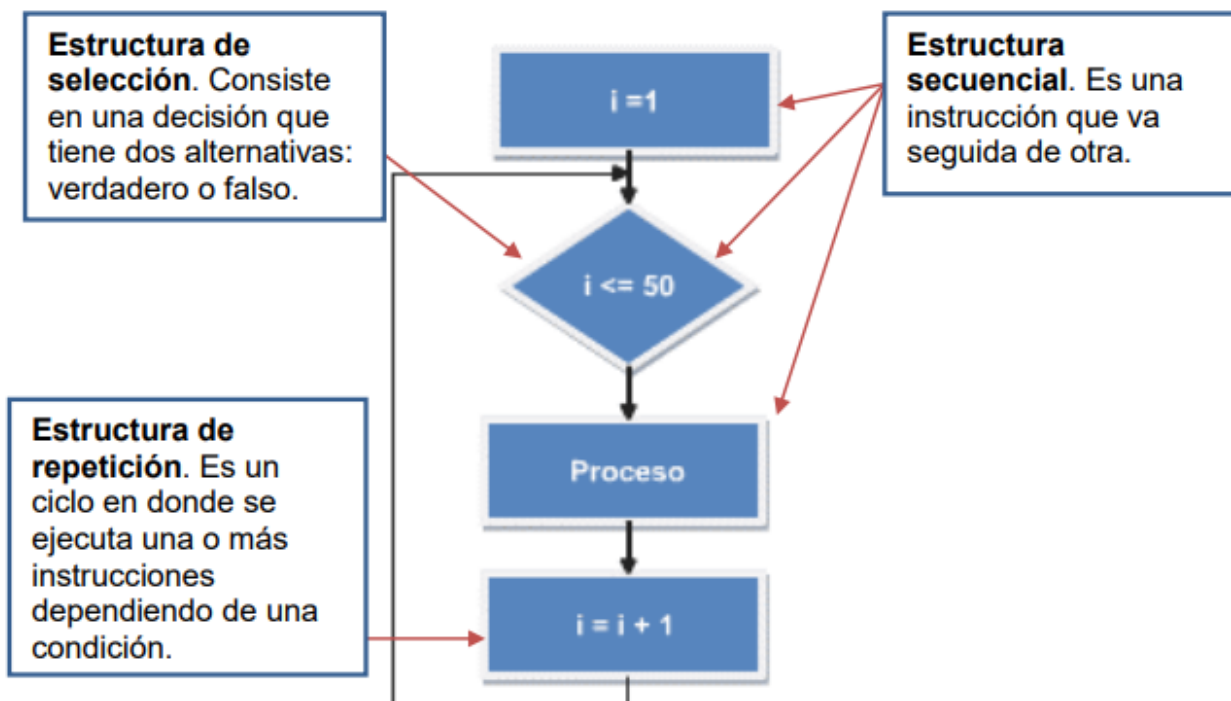 Estructura de
selección. Consiste
en una decisión que
tiene dos alternativas:
verdadero o falso.
i =1
Estructura
secuencial. Es una
instrucción que va
seguida de otra.
i <= 50
Estructura de
repetición. Es un
ciclo en donde se
ejecuta una o más
instrucciones
dependiendo de una
condición.
Proceso
i = i + 1